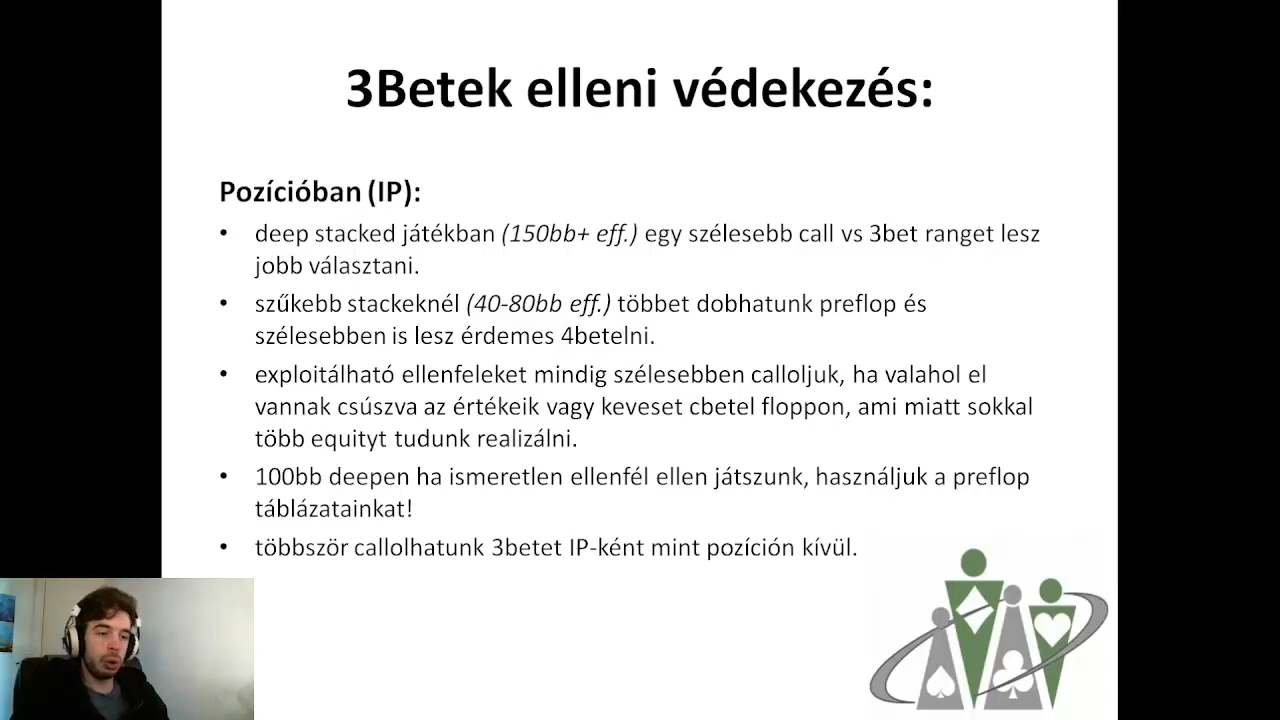 3Betek elleni védekezés:
Pozícióban (IP):
• deep stacked játékban (150bb+ eff.) egy szélesebb call vs 3bet ranget lesz
jobb választani.
• szűkebb stackeknél (40-80bb eff.) többet dobhatunk preflop és
szélesebben is lesz érdemes 4betelni.
• exploitálható ellenfeleket mindig szélesebben calloljuk, ha valahol el
vannak csúszva az értékeik vagy keveset cbetel floppon, ami miatt sokkal
több equityt tudunk realizálni.
• 100bb deepen ha ismeretlen ellenfél ellen játszunk, használjuk a preflop
táblázatainkat!
• többször callolhatunk 3betet IP-ként mint pozíción kívül.